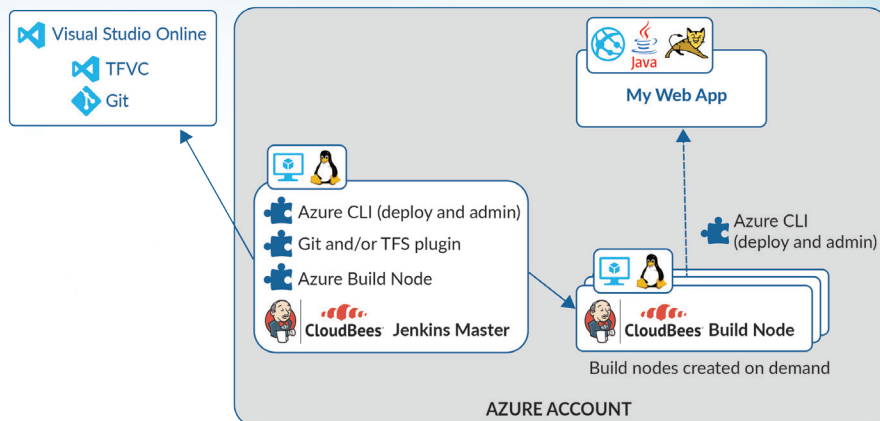 Visual Studio Online
TFVC
Git
Java
My Web App
Azure CLI (deploy and admin)
Git and/or TFS plugin
Azure Build Node
CloudBees Jenkins Master
Azure CLI
(deploy and admin)
CloudBees Build Node
Build nodes created on demand
AZURE ACCOUNT